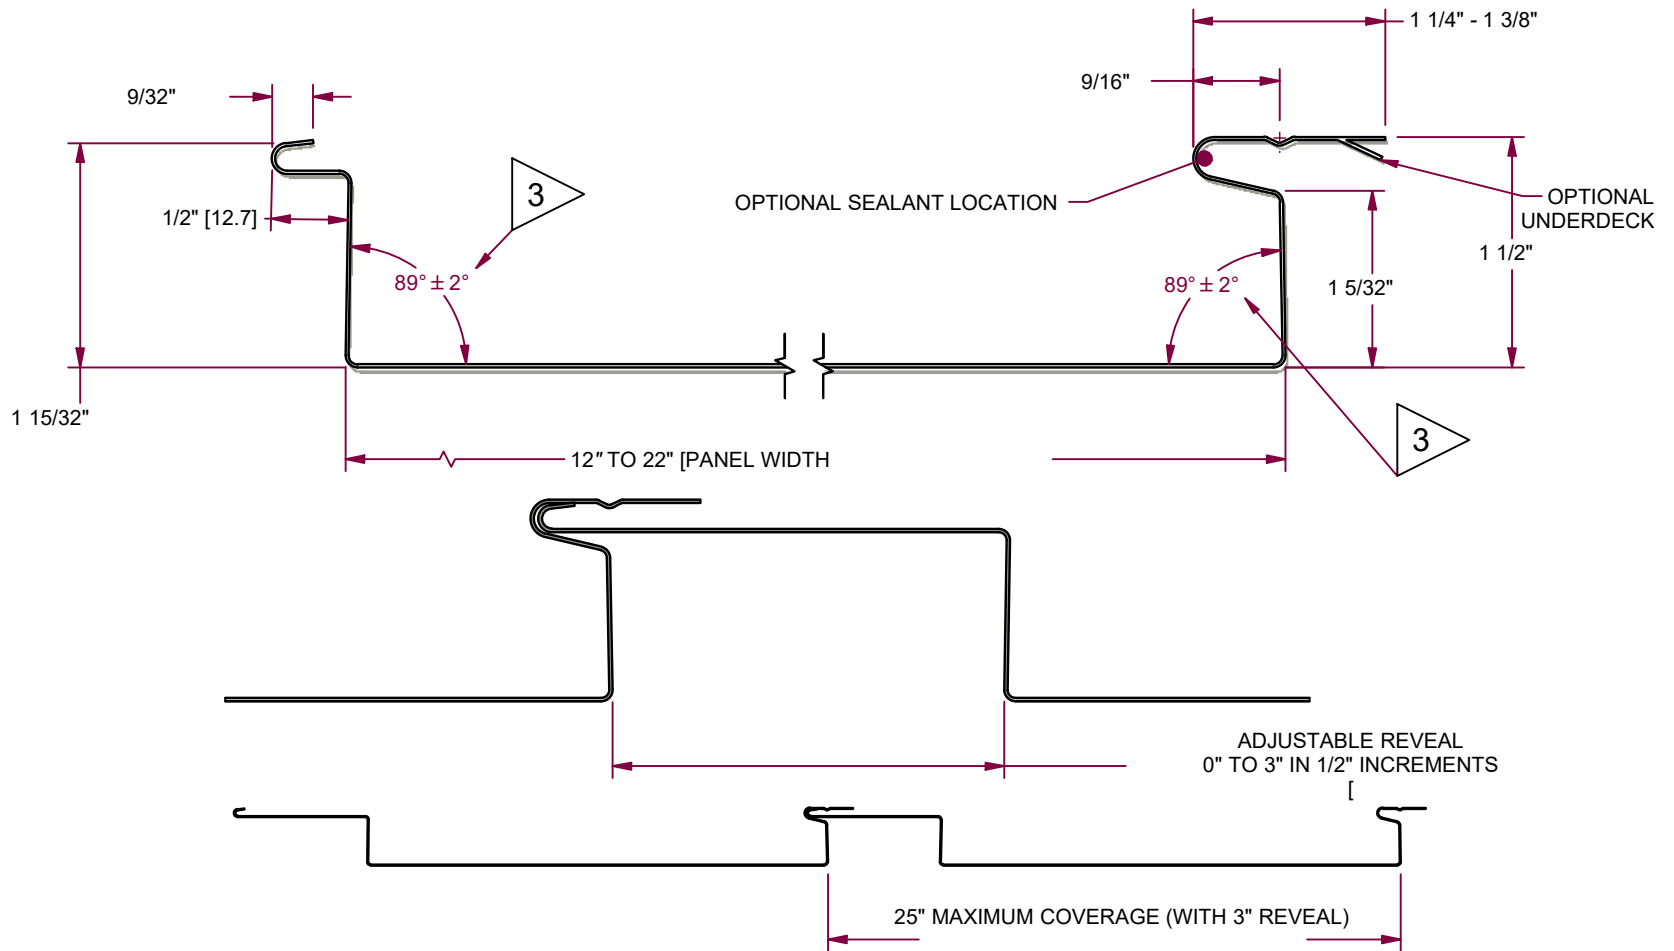 1 1/4" - 1 3/8"
9/32"
9/16"
3
1/2" [12.7]
OPTIONAL SEALANT LOCATION
OPTIONAL
UNDERDECK
1 1/2"
89° ± 2°
89° ± 2°
1 5/32"
1 15/32"
3
12" TO 22" [PANEL WIDTH
ADJUSTABLE REVEAL
0" TO 3" IN 1/2" INCREMENTS
[
25" MAXIMUM COVERAGE (WITH 3" REVEAL)